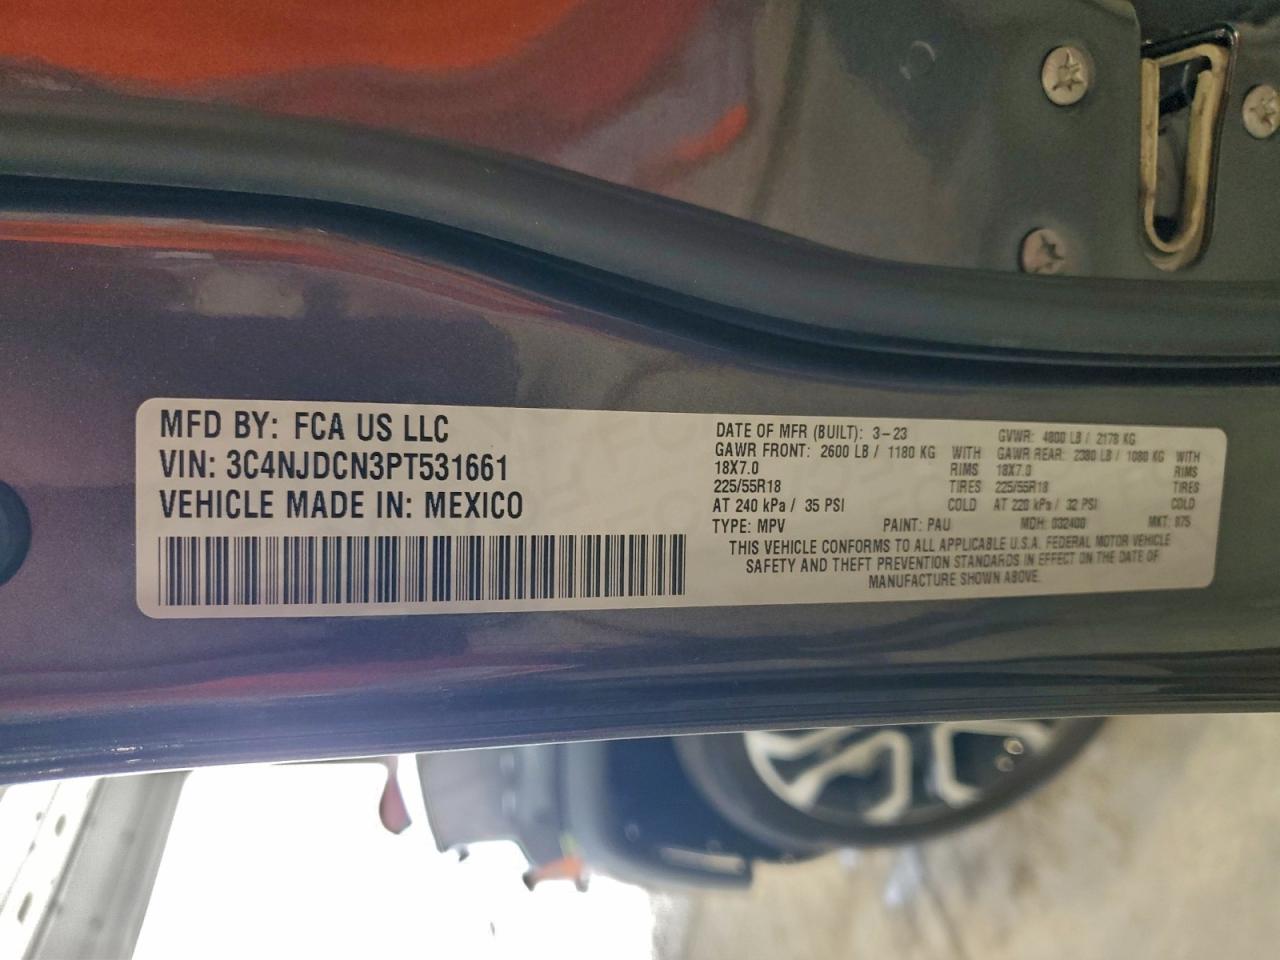 MFD BY: FCA US LLC
VIN: 3C4NJDCN3PT531661
VEHICLE MADE IN: MEXICO
DATE OF MFR (BUILT): 3-23 GVWR: 4800 LB / 2178 KG
GAWR FRONT: 2600 LB / 1180 KG WITH GAWR REAR: 2380 LB / 1080 KG WITH
18X7.0 RIMS 18X7.0 RIMS
225/55R18 TIRES 225/55R18 TIRES
AT 240 kPa / 35 PSI COLD AT 220 kPa / 32 PSI COLD
TYPE: MPV PAINT: PAU MDH: 032400 MKT: 875
THIS VEHICLE CONFORMS TO ALL APPLICABLE U.S.A. FEDERAL MOTOR VEHICLE
SAFETY AND THEFT PREVENTION STANDARDS IN EFFECT ON THE DATE OF
MANUFACTURE SHOWN ABOVE.